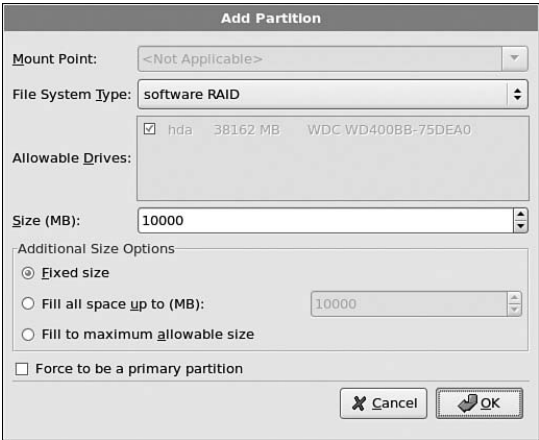 Add Partition
Mount Point: <Not Applicable>
File System Type: software RAID
Allowable Drives:
hda 38162 MB WDC WD400BB-75DEA0
Size (MB): 10000
Additional Size Options
Fixed size
Fill all space up to (MB): 10000
Fill to maximum allowable size
Force to be a primary partition
Cancel OK